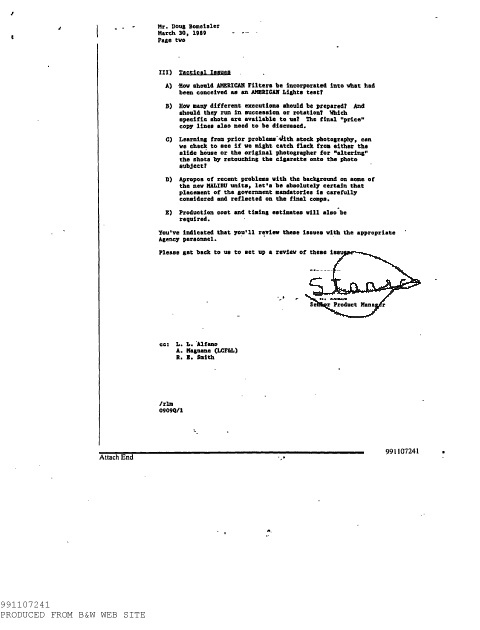 Mr. Doug Bomeisler
March 30, 1989
Page two
III) Tactical Issues
A) How should AMERICAN Filters be incorporated into what had
been conceived as an AMERICAN Lights test?
B) How many different executions should be prepared? And
should they run in succession or rotation? Which
specific shots are available to us? The final "price"
copy lines also need to be discussed.
C) Learning from prior problems with stock photography, can
we check to see if we might catch flack from either the
slide house or the original photographer for "altering"
the shots by retouching the cigarette onto the photo
subject?
D) Apropos of recent problems with the background on some of
the new MALIBU units, let's be absolutely certain that
placement of the government mandatories is carefully
considered and reflected on the final comps.
E) Production cost and timing estimates will also be
required.
You've indicated that you'll review these issues with the appropriate
Agency personnel.
Please get back to us to set up a review of these issues.
Senior Product Manager
cc: L. L. Alfano
A. Magnane (LCF&L)
R. E. Smith
/rlm
0909Q/1
991107241
Attach End
991107241
PRODUCED FROM B&W WEB SITE